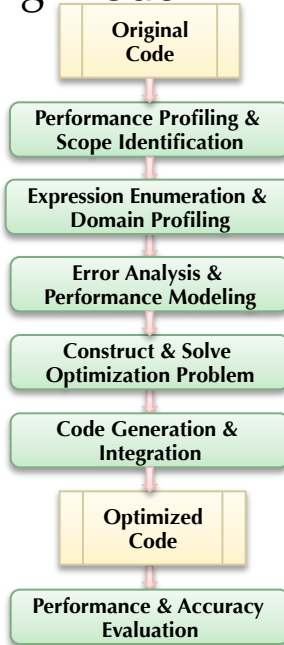 Original
Code
Performance Profiling &
Scope Identification
Expression Enumeration &
Domain Profiling
Error Analysis &
Performance Modeling
Construct & Solve
Optimization Problem
Code Generation &
Integration
Optimized
Code
Performance & Accuracy
Evaluation